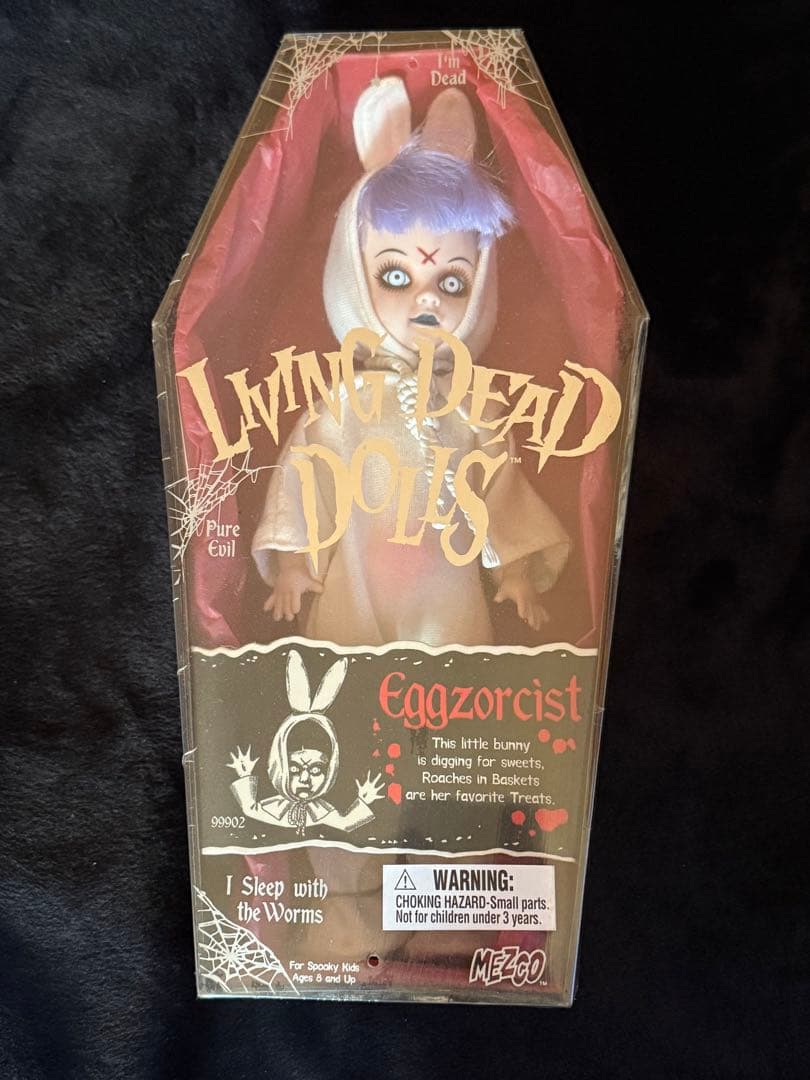 I'm
Dead
LIVING DEAD
DOLLS™
Pure
Evil
Eggzorcist
This little bunny
is digging for sweets,
Roaches in Baskets
are her favorite Treats.
99902
I Sleep with
the Worms
WARNING:
CHOKING HAZARD-Small parts.
Not for children under 3 years.
For Spooky Kids
Ages 8 and Up
MEZCO™